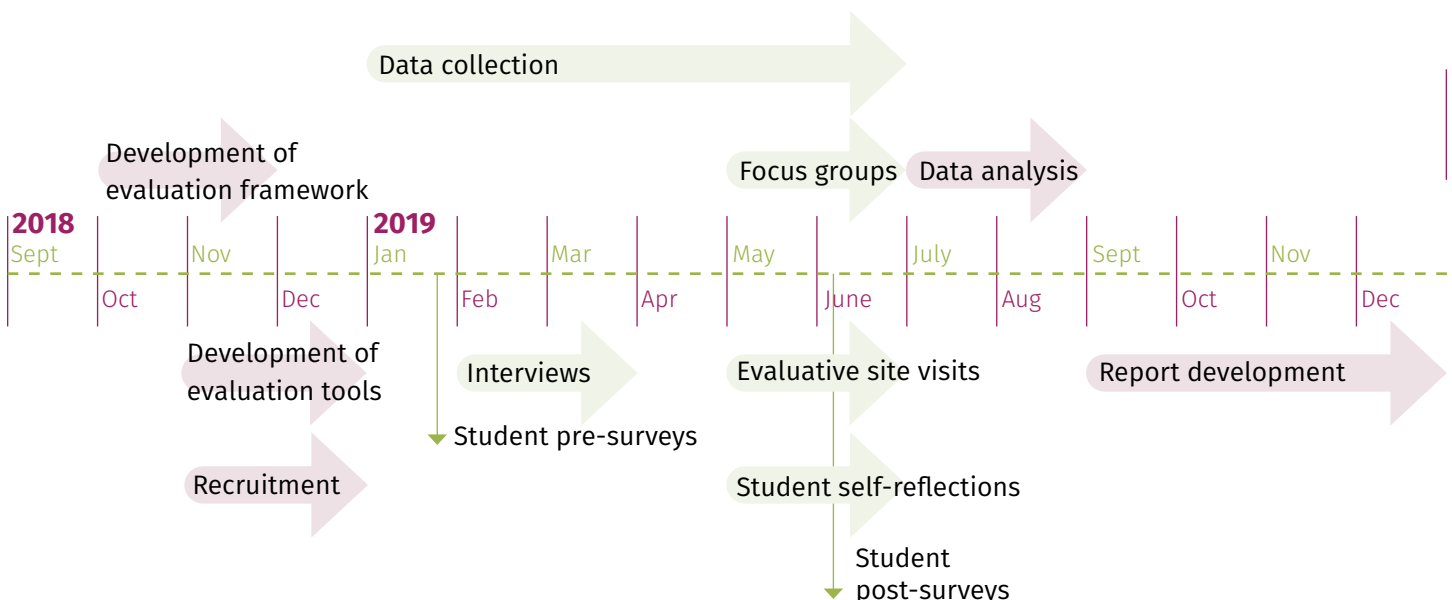 Data collection
Development of
evaluation framework
Focus groups
Data analysis
2018
2019
Sept
Nov
Jan
Mar
May
July
Sept
Nov
Oct
Dec
Feb
Apr
June
Aug
Oct
Dec
Development of
evaluation tools
Interviews
Evaluative site visits
Report development
Student pre-surveys
Recruitment
Student self-reflections
Student
post-surveys